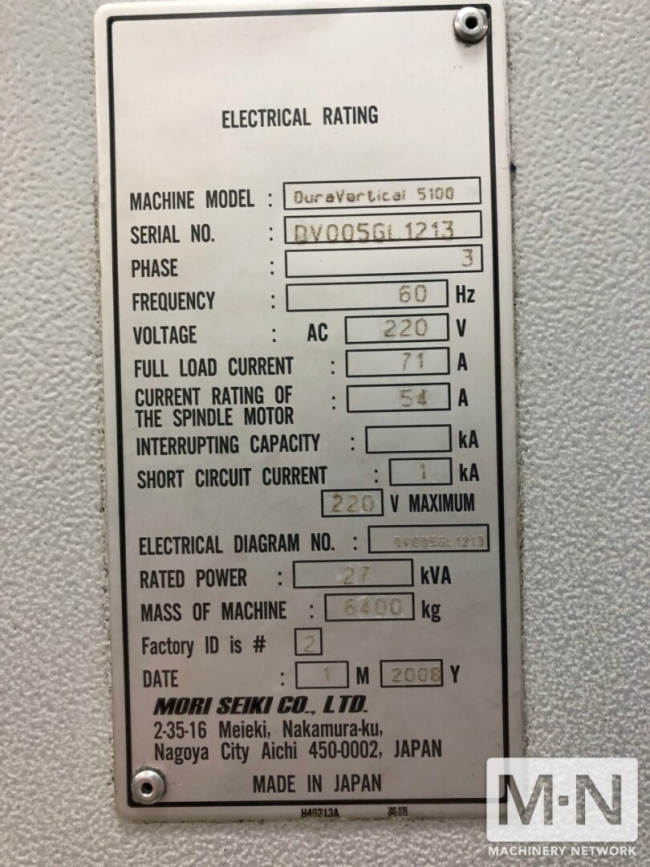 ELECTRICAL RATING
MACHINE MODEL : DuraVertical 5100
SERIAL NO. : DV005GL1213
PHASE : 3
FREQUENCY : 60 Hz
VOLTAGE : AC 220 V
FULL LOAD CURRENT : 71 A
CURRENT RATING OF
THE SPINDLE MOTOR : 54 A
INTERRUPTING CAPACITY : kA
SHORT CIRCUIT CURRENT : 1 kA
220 V MAXIMUM
ELECTRICAL DIAGRAM NO. : DV005GL1213
RATED POWER : 27 kVA
MASS OF MACHINE : 6400 kg
Factory ID is # 2
DATE : 1 M 2008 Y
MORI SEIKI CO., LTD.
2-35-16 Meieki, Nakamura-ku,
Nagoya City Aichi 450-0002, JAPAN
MADE IN JAPAN
H49213A 英語
M·N
MACHINERY NETWORK